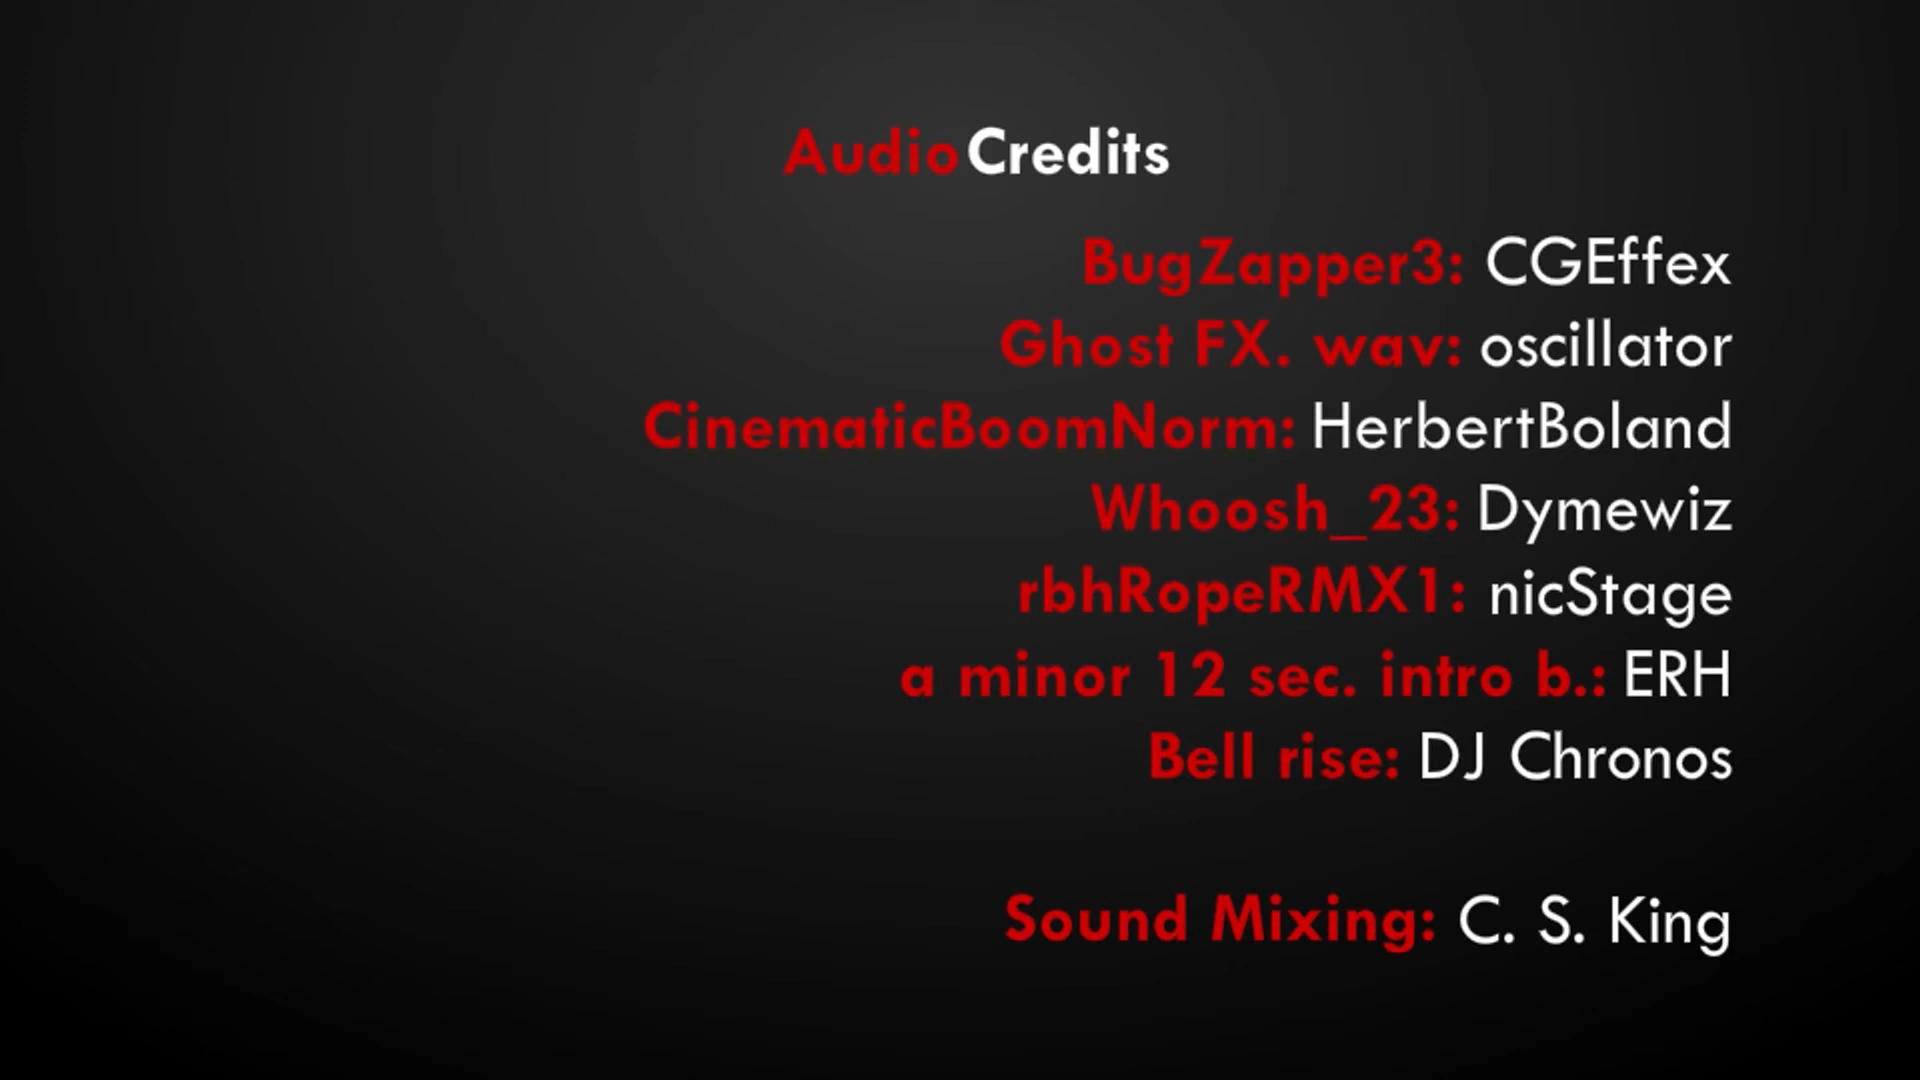 Audio Credits
BugZapper3: CGEffex
Ghost FX. wav: oscillator
CinematicBoomNorm: HerbertBoland
Whoosh_23: Dymewiz
rbhRopeRMX1: nicStage
a minor 12 sec. intro b.: ERH
Bell rise: DJ Chronos
Sound Mixing: C. S. King